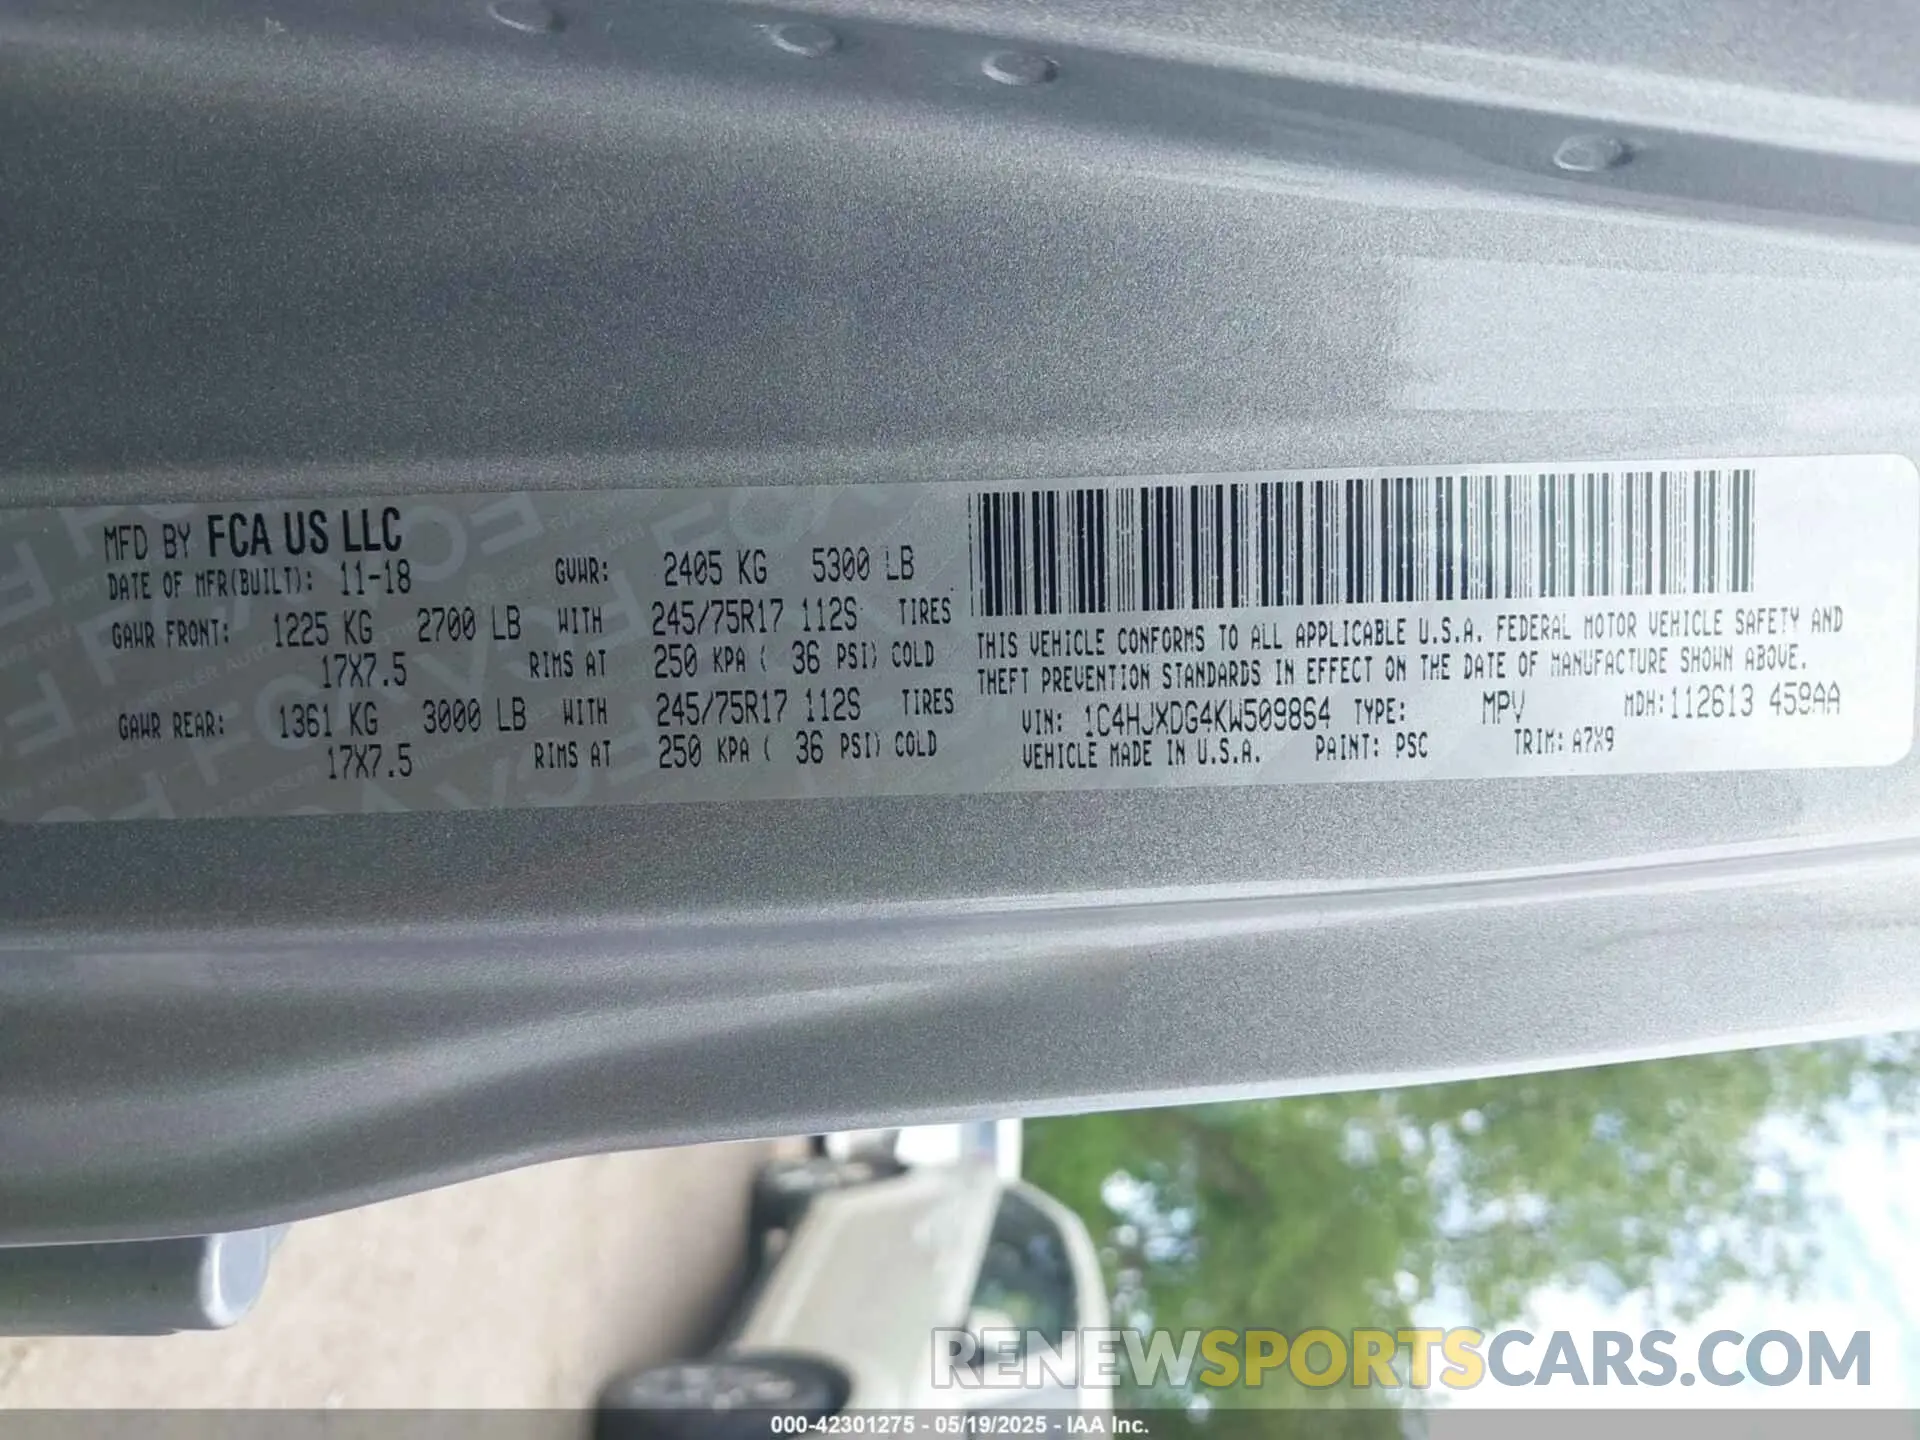 MFD BY FCA US LLC
DATE OF MFR(BUILT): 11-18 GVWR: 2405 KG 5300 LB
GAWR FRONT: 1225 KG 2700 LB WITH 245/75R17 112S TIRES
17X7.5 RIMS AT 250 KPA ( 36 PSI) COLD
GAWR REAR: 1361 KG 3000 LB WITH 245/75R17 112S TIRES
17X7.5 RIMS AT 250 KPA ( 36 PSI) COLD
THIS VEHICLE CONFORMS TO ALL APPLICABLE U.S.A. FEDERAL MOTOR VEHICLE SAFETY AND
THEFT PREVENTION STANDARDS IN EFFECT ON THE DATE OF MANUFACTURE SHOWN ABOVE.
VIN: 1C4HJXDG4KW509864 TYPE: MPV MDH:112613 459AA
VEHICLE MADE IN U.S.A. PAINT: PSC TRIM: A7X9
RENEWSPORTSCARS.COM
000-42301275 - 05/19/2025 - IAA Inc.